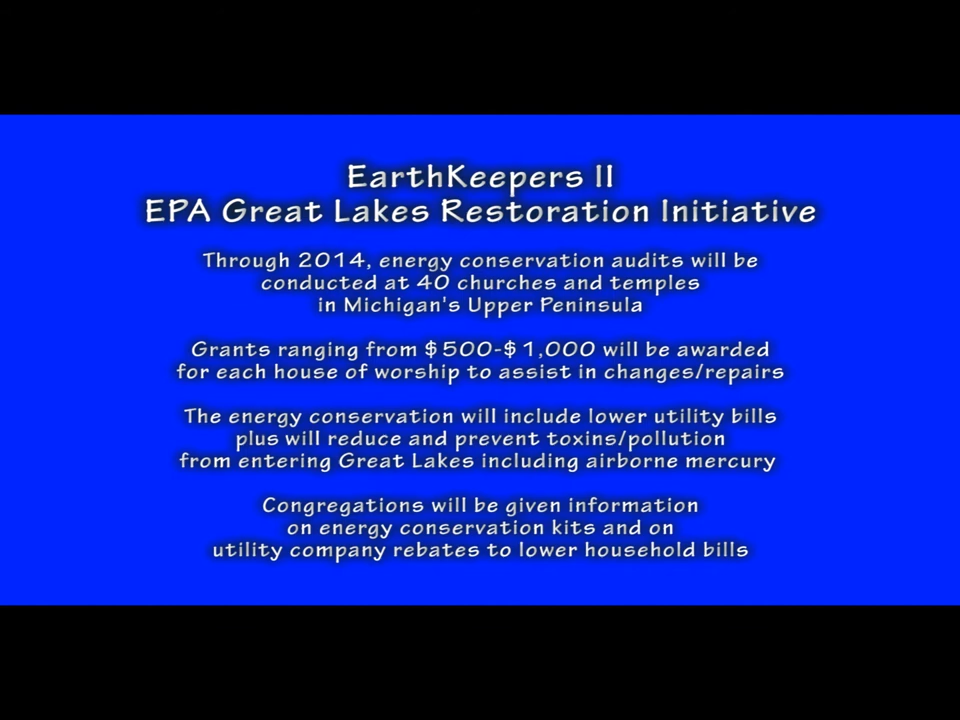 EarthKeepers II
EPA Great Lakes Restoration Initiative
Through 2014, energy conservation audits will be
conducted at 40 churches and temples
in Michigan's Upper Peninsula
Grants ranging from $500-$1,000 will be awarded
for each house of worship to assist in changes/repairs
The energy conservation will include lower utility bills
plus will reduce and prevent toxins/pollution
from entering Great Lakes including airborne mercury
Congregations will be given information
on energy conservation kits and on
utility company rebates to lower household bills